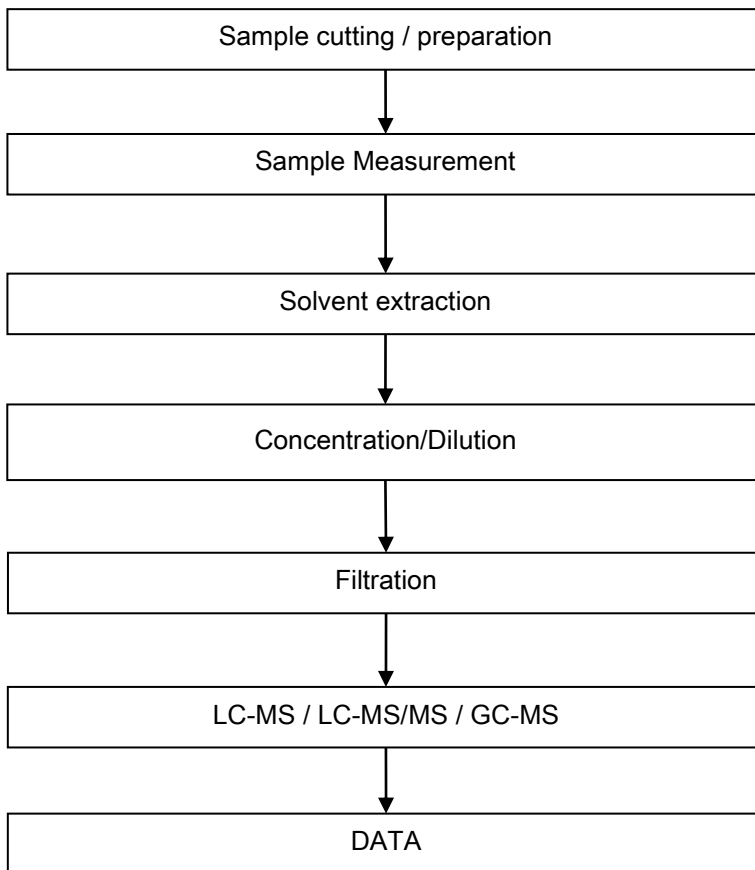 Sample cutting / preparation
Sample Measurement
Solvent extraction
Concentration/Dilution
Filtration
LC-MS / LC-MS/MS / GC-MS
DATA